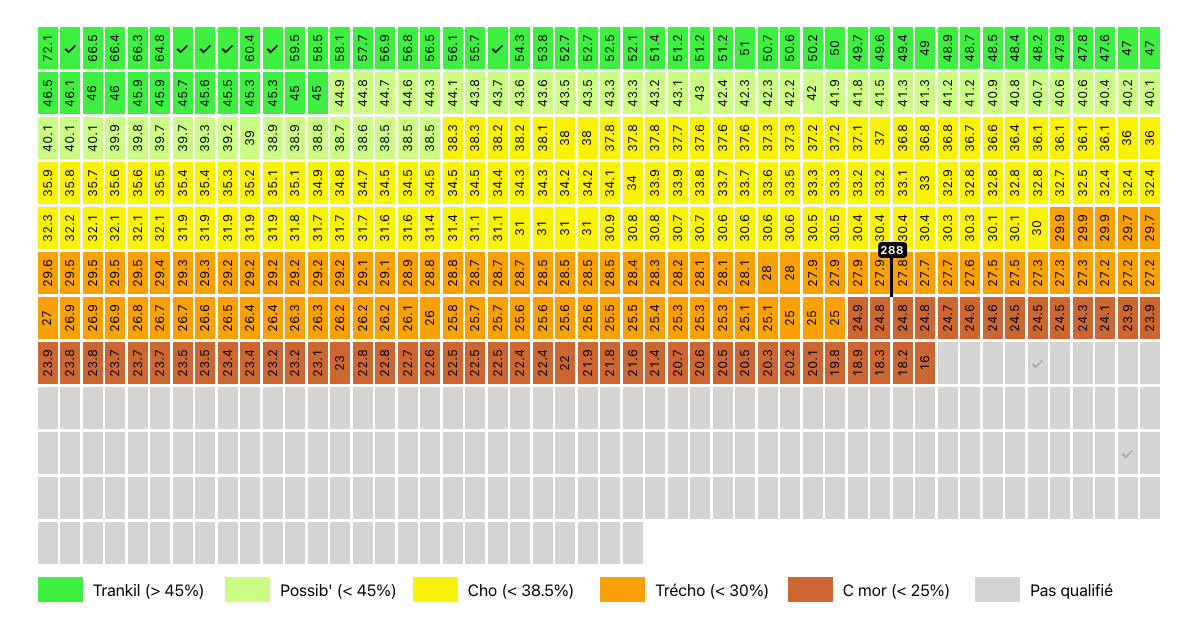 72.1 ✓ 66.5 66.4 66.3 64.8 ✓ ✓ ✓ 60.4 ✓ 59.5 58.5 58.1 57.7 56.9 56.8 56.5 56.1 55.7 ✓ 54.3 53.8 52.7 52.7 52.5 52.1 51.4 51.2 51.2 51.2 51 50.7 50.6 50.2 50 49.7 49.6 49.4 49 48.9 48.7 48.5 48.4 48.2 47.9 47.8 47.6 47 47
46.5 46.1 46 46 45.9 45.9 45.7 45.6 45.5 45.3 45.3 45 45 44.9 44.8 44.7 44.6 44.3 44.1 43.8 43.7 43.6 43.6 43.5 43.5 43.3 43.3 43.2 43.1 43 42.4 42.3 42.2 42.2 42 41.9 41.8 41.5 41.3 41.3 41.2 41.2 40.9 40.8 40.7 40.6 40.6 40.4 40.2 40.1
40.1 40.1 40.1 39.9 39.8 39.7 39.7 39.3 39.2 39 38.9 38.9 38.8 38.7 38.6 38.5 38.5 38.5 38.3 38.3 38.2 38.2 38.1 38 38 37.8 37.8 37.8 37.7 37.6 37.6 37.6 37.3 37.3 37.2 37.2 37.1 37 36.8 36.8 36.8 36.7 36.6 36.4 36.1 36.1 36.1 36.1 36 36
35.9 35.8 35.7 35.6 35.6 35.5 35.4 35.4 35.3 35.2 35.1 35.1 34.9 34.8 34.7 34.5 34.5 34.5 34.5 34.5 34.4 34.3 34.3 34.2 34.2 34.1 34 33.9 33.9 33.8 33.7 33.7 33.6 33.5 33.3 33.3 33.2 33.2 33.1 33 32.9 32.8 32.8 32.8 32.8 32.7 32.5 32.4 32.4 32.4
32.3 32.2 32.1 32.1 32.1 32.1 31.9 31.9 31.9 31.9 31.9 31.8 31.7 31.7 31.7 31.6 31.6 31.4 31.4 31.1 31.1 31 31 31 31 30.9 30.8 30.8 30.7 30.7 30.6 30.6 30.6 30.6 30.5 30.5 30.4 30.4 30.4 30.4 30.3 30.3 30.1 30.1 30 29.9 29.9 29.9 29.7 29.7
288
29.6 29.5 29.5 29.5 29.5 29.4 29.3 29.3 29.2 29.2 29.2 29.2 29.2 29.2 29.1 29.1 28.9 28.8 28.8 28.7 28.7 28.7 28.5 28.5 28.5 28.5 28.4 28.3 28.2 28.1 28.1 28.1 28 28 27.9 27.9 27.9 27.9 27.8 27.7 27.7 27.6 27.5 27.5 27.3 27.3 27.3 27.2 27.2 27.2
27 26.9 26.9 26.9 26.8 26.7 26.7 26.6 26.5 26.4 26.4 26.3 26.3 26.2 26.2 26.2 26.1 26 25.8 25.7 25.7 25.6 25.6 25.6 25.6 25.5 25.5 25.4 25.3 25.3 25.3 25.1 25.1 25 25 25 24.9 24.8 24.8 24.8 24.7 24.6 24.6 24.5 24.5 24.5 24.3 24.1 23.9 23.9
23.9 23.8 23.8 23.7 23.7 23.7 23.5 23.5 23.4 23.4 23.2 23.2 23.1 23 22.8 22.8 22.7 22.6 22.5 22.5 22.5 22.4 22.4 22 21.9 21.8 21.6 21.4 20.7 20.6 20.5 20.5 20.3 20.2 20.1 19.8 18.9 18.3 18.2 16 ✓
✓
Trankil (> 45%) Possib' (< 45%) Cho (< 38.5%) Trécho (< 30%) C mor (< 25%) Pas qualifié